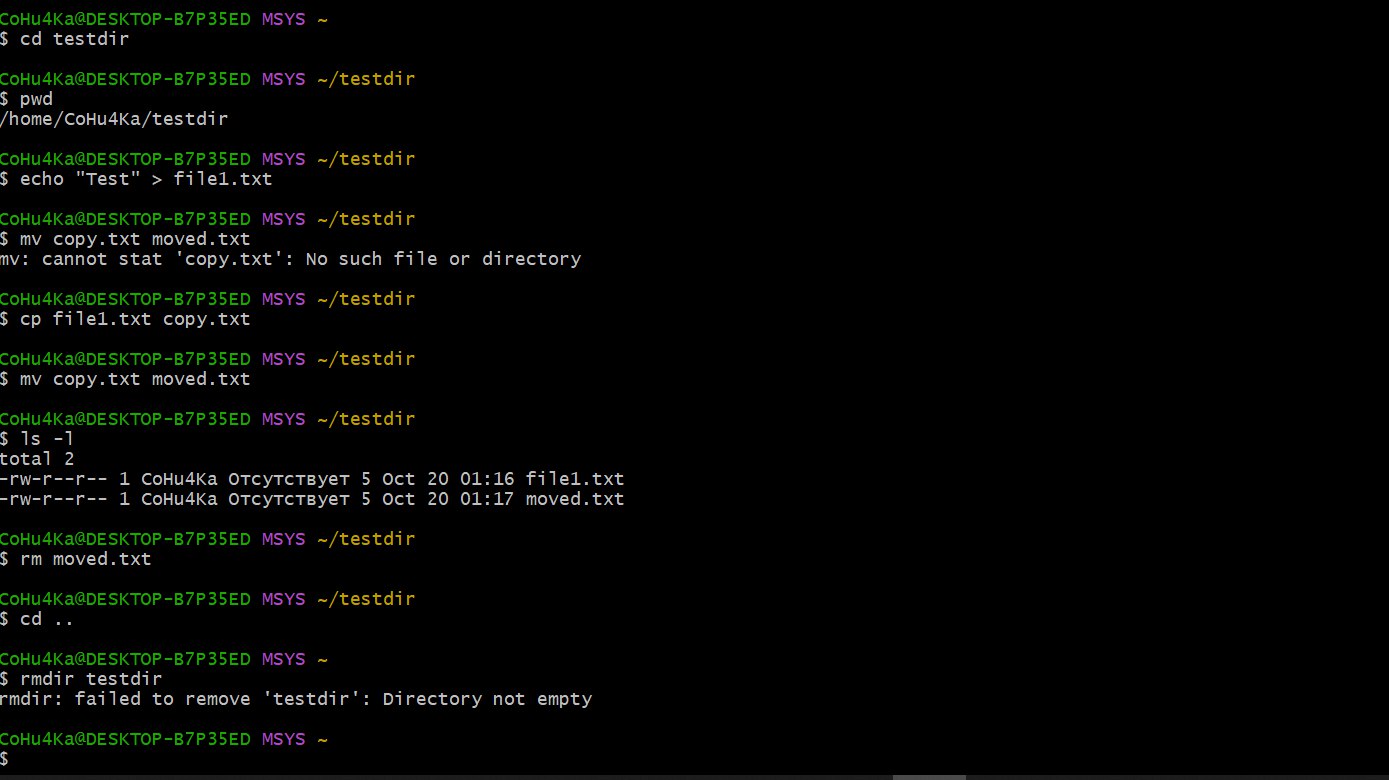 CoHu4Ka@DESKTOP-B7P35ED MSYS ~
$ cd testdir
CoHu4Ka@DESKTOP-B7P35ED MSYS ~/testdir
$ pwd
/home/CoHu4Ka/testdir
CoHu4Ka@DESKTOP-B7P35ED MSYS ~/testdir
$ echo "Test" > file1.txt
CoHu4Ka@DESKTOP-B7P35ED MSYS ~/testdir
$ mv copy.txt moved.txt
mv: cannot stat 'copy.txt': No such file or directory
CoHu4Ka@DESKTOP-B7P35ED MSYS ~/testdir
$ cp file1.txt copy.txt
CoHu4Ka@DESKTOP-B7P35ED MSYS ~/testdir
$ mv copy.txt moved.txt
CoHu4Ka@DESKTOP-B7P35ED MSYS ~/testdir
$ ls -l
total 2
-rw-r--r-- 1 CoHu4Ka Отсутствует 5 Oct 20 01:16 file1.txt
-rw-r--r-- 1 CoHu4Ka Отсутствует 5 Oct 20 01:17 moved.txt
CoHu4Ka@DESKTOP-B7P35ED MSYS ~/testdir
$ rm moved.txt
CoHu4Ka@DESKTOP-B7P35ED MSYS ~/testdir
$ cd ..
CoHu4Ka@DESKTOP-B7P35ED MSYS ~
$ rmdir testdir
rmdir: failed to remove 'testdir': Directory not empty
CoHu4Ka@DESKTOP-B7P35ED MSYS ~
$